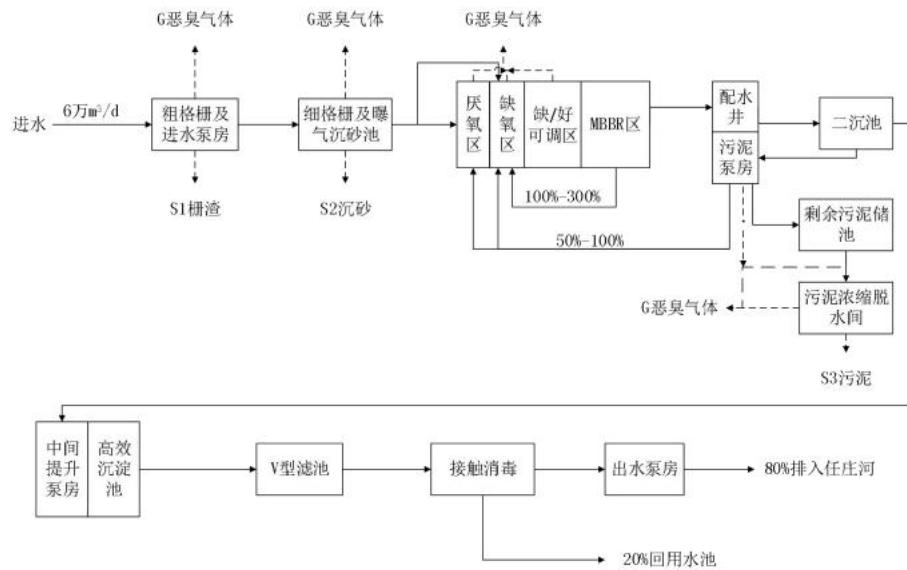 G恶臭气体
G恶臭气体
G恶臭气体
进水
6万m³/d
粗格栅及
进水泵房
细格栅及曝
气沉砂池
厌
氧
区
缺
氧
区
缺/好
可调区
MBBR区
配水
井
污泥
泵房
二沉池
S1栅渣
S2沉砂
100%-300%
50%-100%
剩余污泥储
池
污泥浓缩脱
水间
G恶臭气体
S3污泥
中间
提升
泵房
高效
沉淀
池
V型滤池
接触消毒
出水泵房
80%排入任庄河
20%回用水池